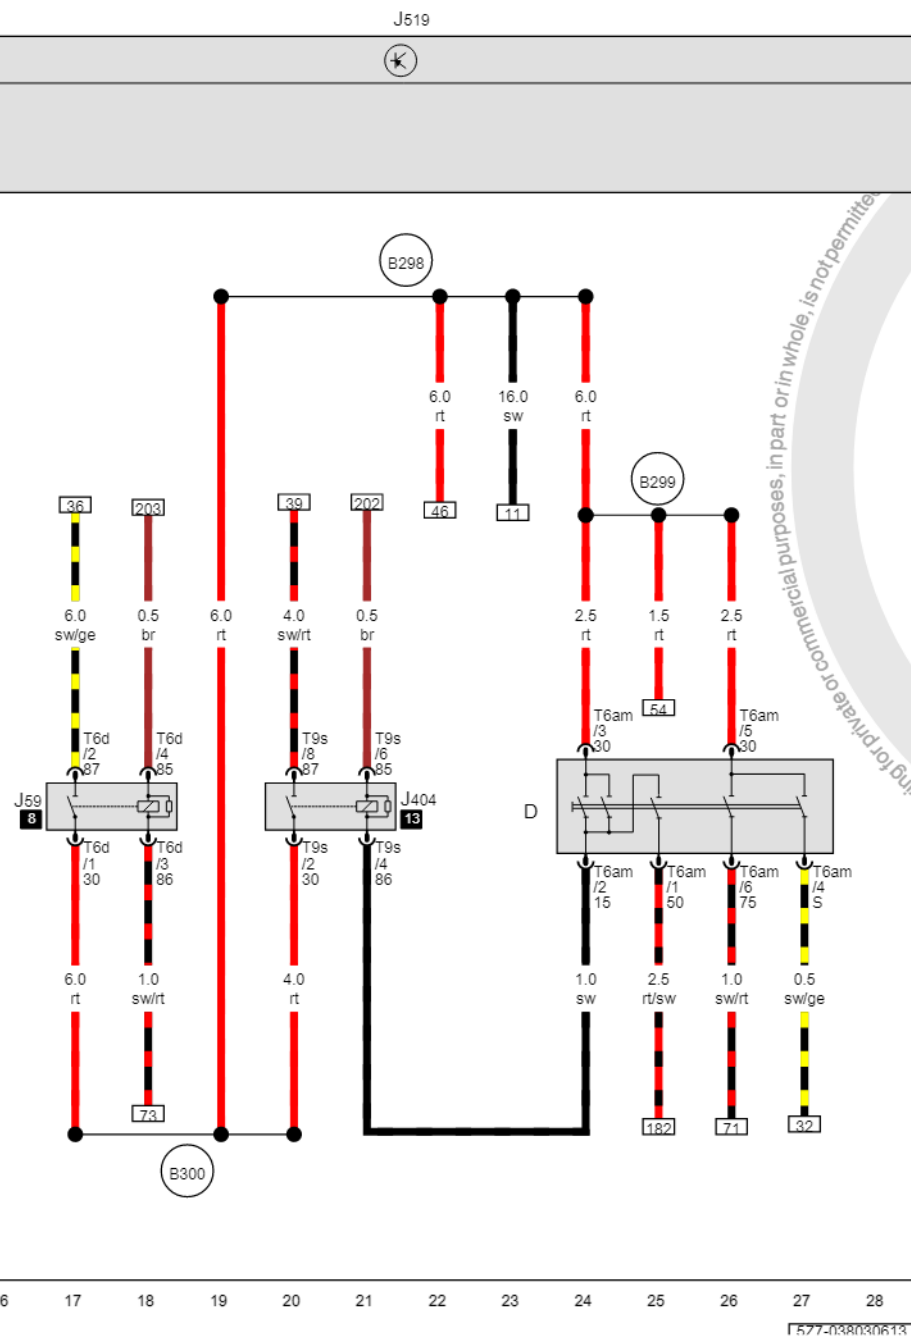 J519
is not permitted
in part or in whole,
commercial purposes,
private or
ing for
B298
6.0
rt
16.0
sw
6.0
rt
B299
36
203
39
202
46
11
6.0
sw/ge
0.5
br
6.0
rt
4.0
sw/rt
0.5
br
2.5
rt
1.5
rt
2.5
rt
54
T6d
/2
87
T6d
/4
85
T9s
/8
87
T9s
/6
85
T6am
/3
30
T6am
/5
30
J59
8
J404
13
D
T6d
/1
30
T6d
/3
86
T9s
/2
30
T9s
/4
86
T6am
/2
15
T6am
/1
50
T6am
/6
75
T6am
/4
S
6.0
rt
1.0
sw/rt
4.0
rt
1.0
sw
2.5
rt/sw
1.0
sw/rt
0.5
sw/ge
73
182
71
32
B300
6 17 18 19 20 21 22 23 24 25 26 27 28
577-038030613